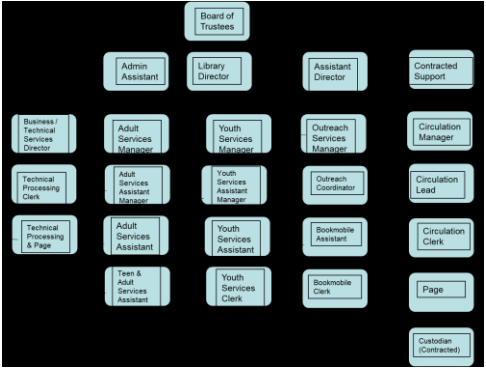 Board of
Trustees
Admin
Assistant
Library
Director
Assistant
Director
Contracted
Support
Business /
Technical
Services
Director
Adult
Services
Manager
Youth
Services
Manager
Outreach
Services
Manager
Circulation
Manager
Technical
Processing
Clerk
Adult
Services
Assistant
Manager
Youth
Services
Assistant
Manager
Outreach
Coordinator
Circulation
Lead
Technical
Processing
& Page
Adult
Services
Assistant
Youth
Services
Assistant
Bookmobile
Assistant
Circulation
Clerk
Teen &
Adult
Services
Assistant
Youth
Services
Clerk
Bookmobile
Clerk
Page
Custodian
(Contracted)